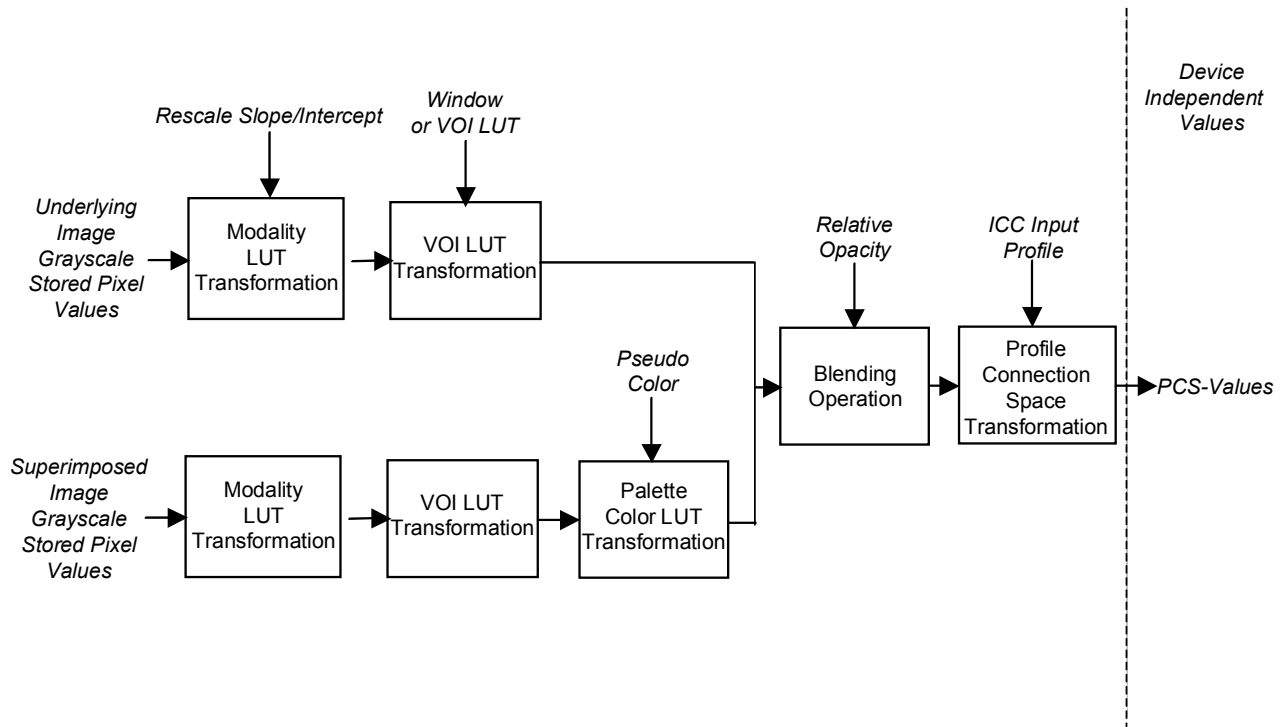 Device
Independent
Values
Rescale Slope/Intercept
Window
or VOI LUT
Underlying
Image
Grayscale
Stored Pixel
Values
Modality
LUT
Transformation
VOI LUT
Transformation
Relative
Opacity
ICC Input
Profile
Pseudo
Color
Blending
Operation
Profile
Connection
Space
Transformation
PCS-Values
Superimposed
Image
Grayscale
Stored Pixel
Values
Modality
LUT
Transformation
VOI LUT
Transformation
Palette
Color LUT
Transformation